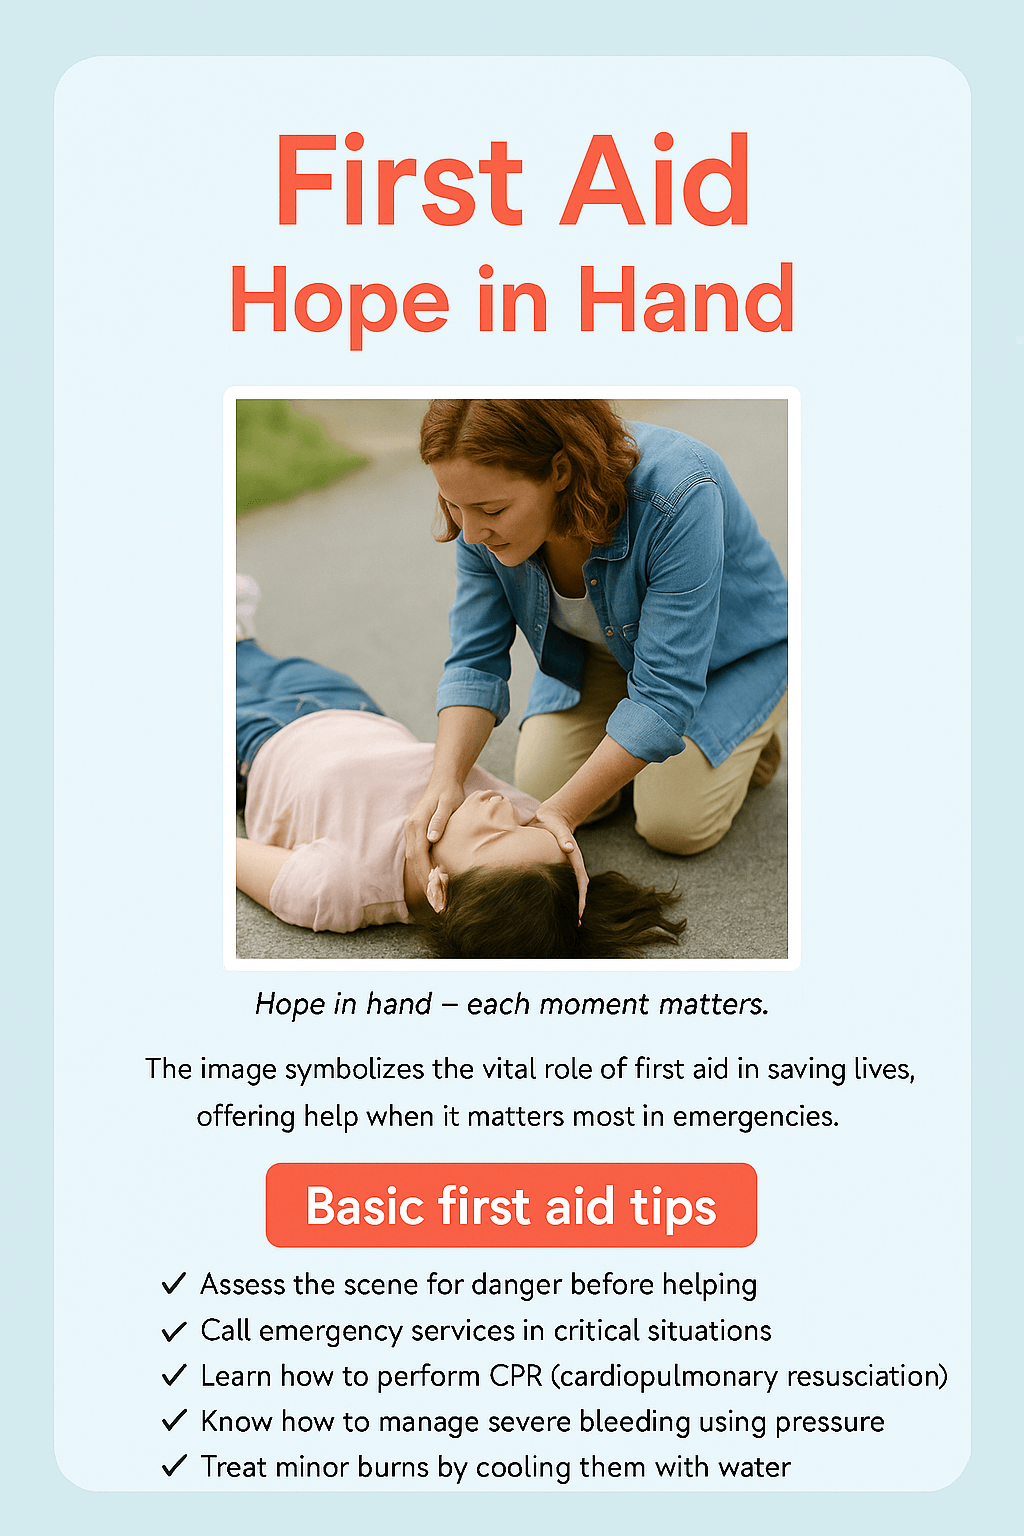 First Aid
Hope in Hand
Hope in hand – each moment matters.
The image symbolizes the vital role of first aid in saving lives,
offering help when it matters most in emergencies.
Basic first aid tips
✓ Assess the scene for danger before helping
✓ Call emergency services in critical situations
✓ Learn how to perform CPR (cardiopulmonary resusciation)
✓ Know how to manage severe bleeding using pressure
✓ Treat minor burns by cooling them with water